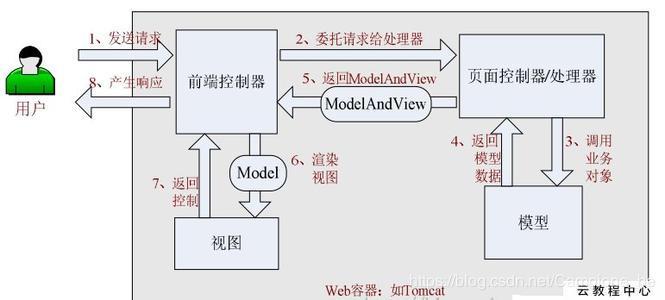 1、发送请求
2、委托请求给处理器
8、产生响应
前端控制器
5、返回ModelAndView
ModelAndView
页面控制器/处理器
用户
4、返回
模型
数据
3、调用
业务
对象
6、渲染
视图
Model
7、返回
控制
视图
模型
Web容器：如Tomcat
云教程中心